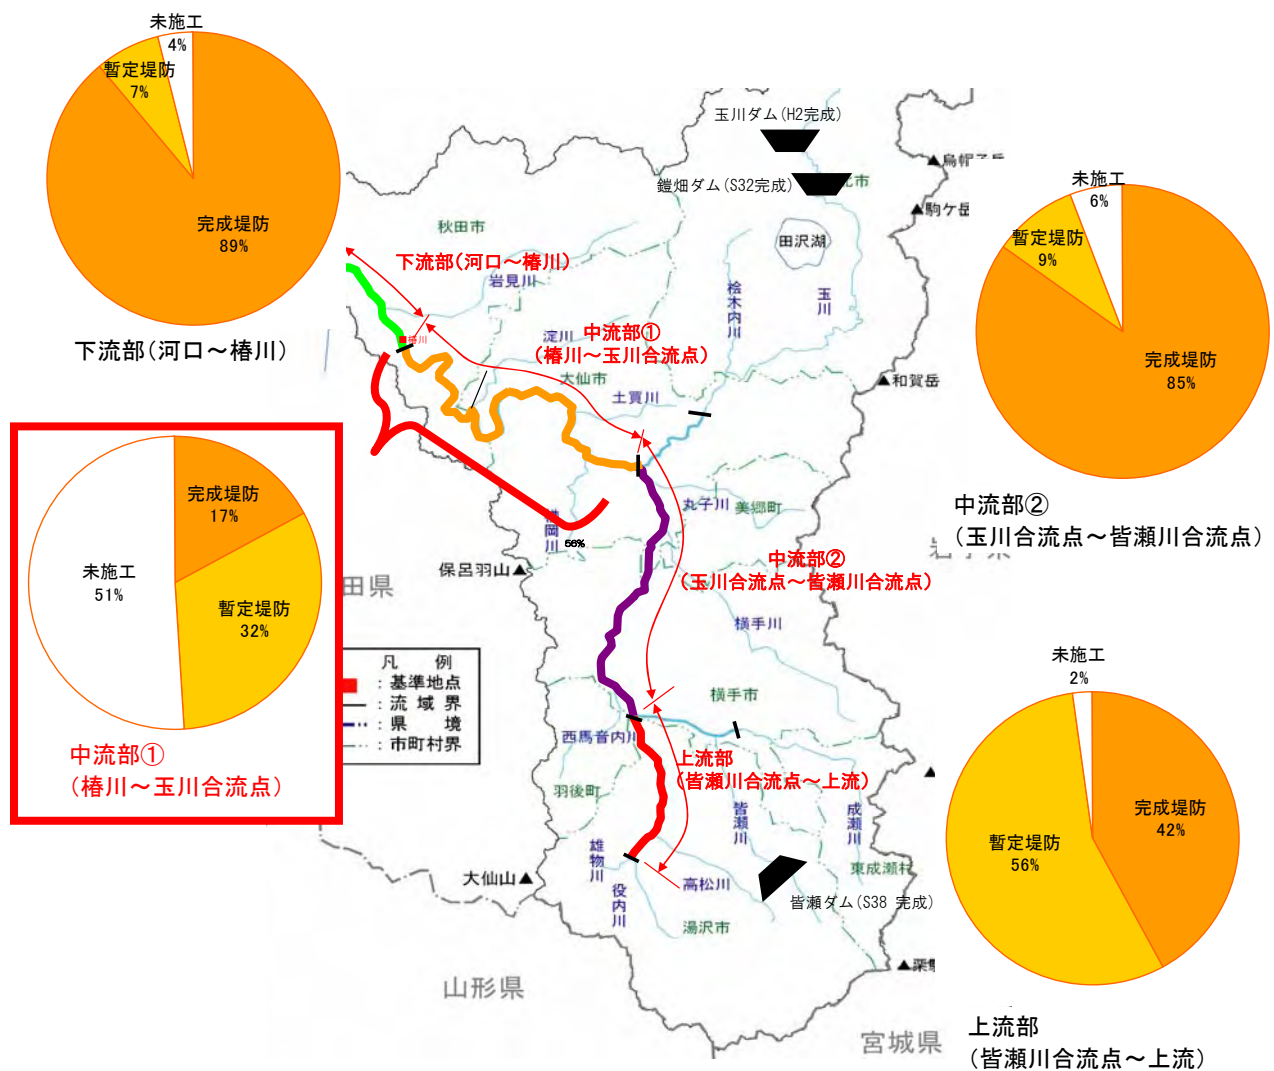 未施工
4%
暫定堤防
7%
完成堤防
89%
下流部(河口～椿川)
玉川ダム(H2完成)
鎧畑ダム(S32完成)
北市
駒ケ岳
田沢湖
秋田市
下流部(河口～椿川)
岩見川
桧木内川
玉川
椿川
淀川
中流部①
(椿川～玉川合流点)
大仙市
土買川
和賀岳
未施工
6%
暫定堤防
9%
完成堤防
85%
中流部②
(玉川合流点～皆瀬川合流点)
完成堤防
17%
未施工
51%
暫定堤防
32%
中流部①
(椿川～玉川合流点)
丸子川
美郷町
岡川
56%
保呂羽山
田県
中流部②
(玉川合流点～皆瀬川合流点)
横手川
凡 例
:基準地点
:流域界
:県 境
:市町村界
横手市
西馬音内川
上流部
(皆瀬川合流点～上流)
羽後町
皆瀬川
成瀬川
東成瀬村
雄物川
役内川
高松川
大仙山
皆瀬ダム(S38 完成)
湯沢市
山形県
宮城県
未施工
2%
完成堤防
42%
暫定堤防
56%
上流部
(皆瀬川合流点～上流)